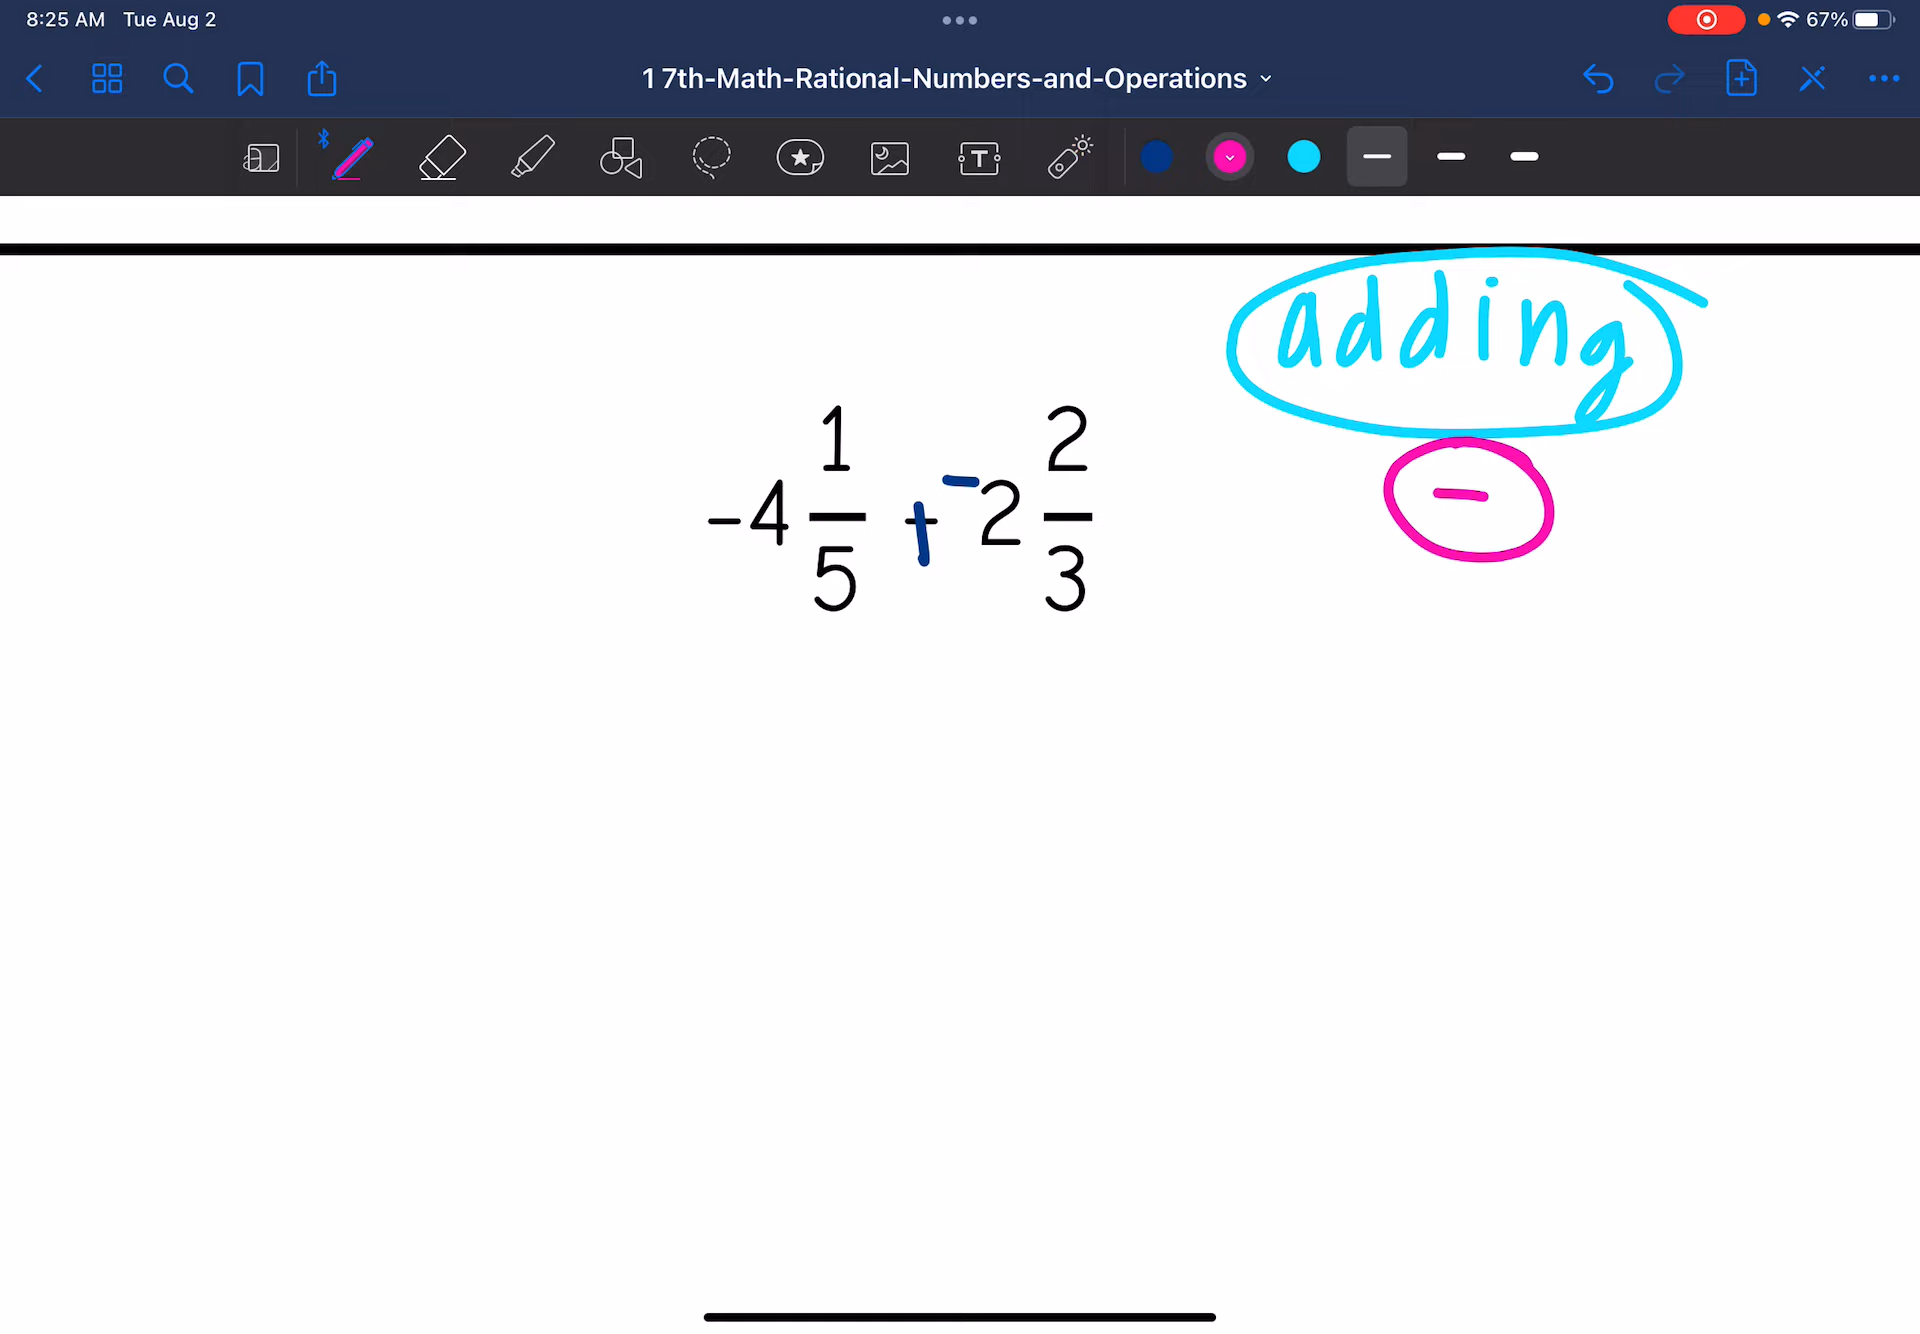 8:25 AM Tue Aug 2
67%
1 7th-Math-Rational-Numbers-and-Operations
T
adding
-4 1/5 + -2 2/3
-